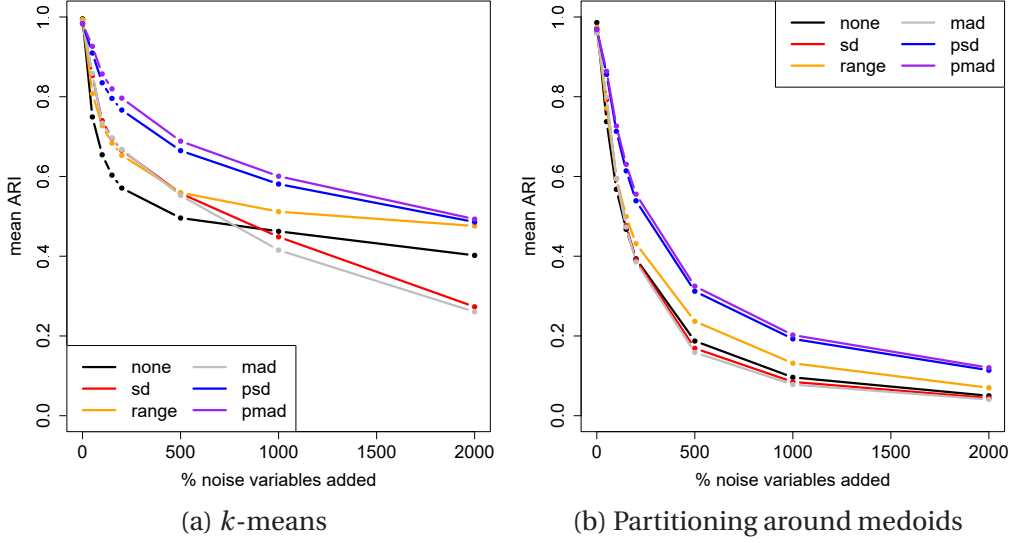 mean ARI
0.0 0.2 0.4 0.6 0.8 1.0
none mad
sd psd
range pmad
0 500 1000 1500 2000
% noise variables added
(a) k-means
mean ARI
0.0 0.2 0.4 0.6 0.8 1.0
none mad
sd psd
range pmad
0 500 1000 1500 2000
% noise variables added
(b) Partitioning around medoids